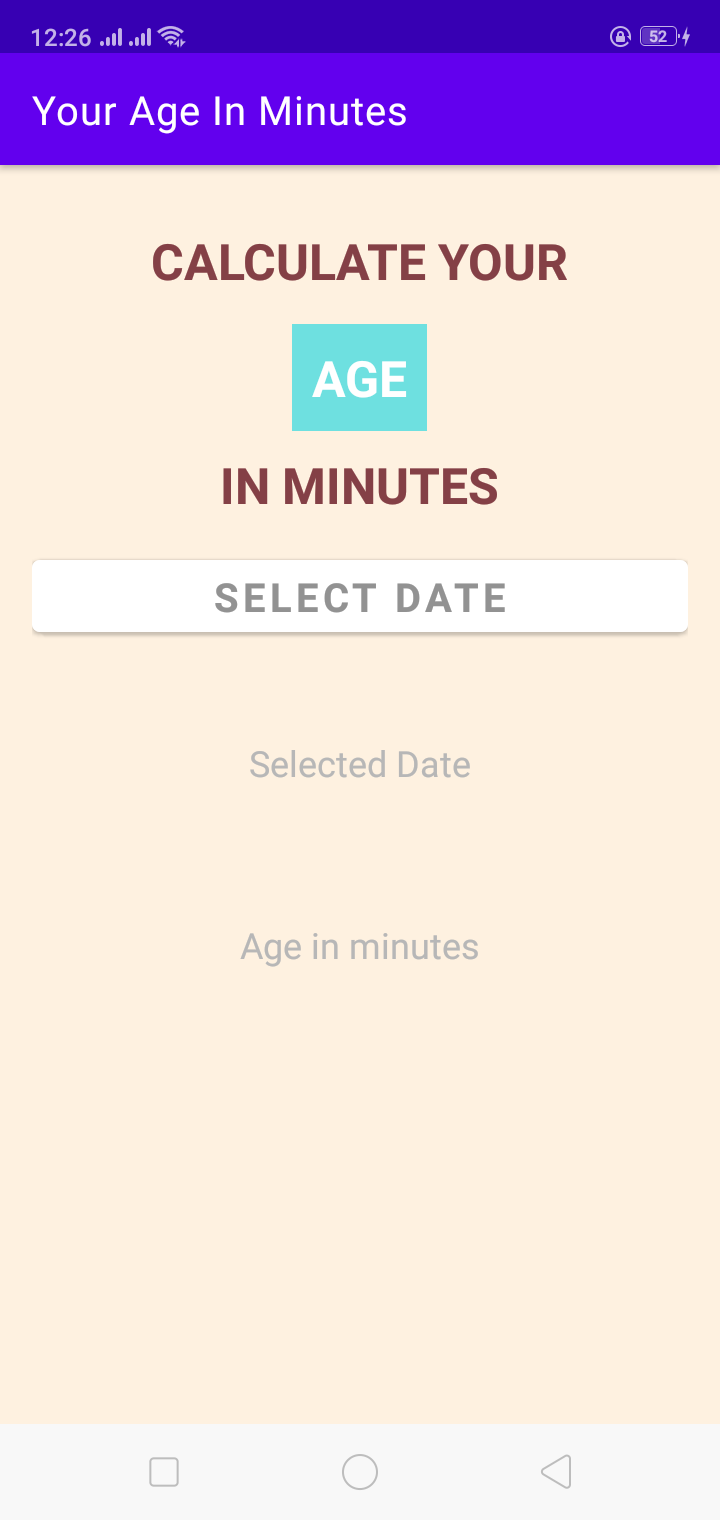 12:26
52
Your Age In Minutes
CALCULATE YOUR
AGE
IN MINUTES
SELECT DATE
Selected Date
Age in minutes